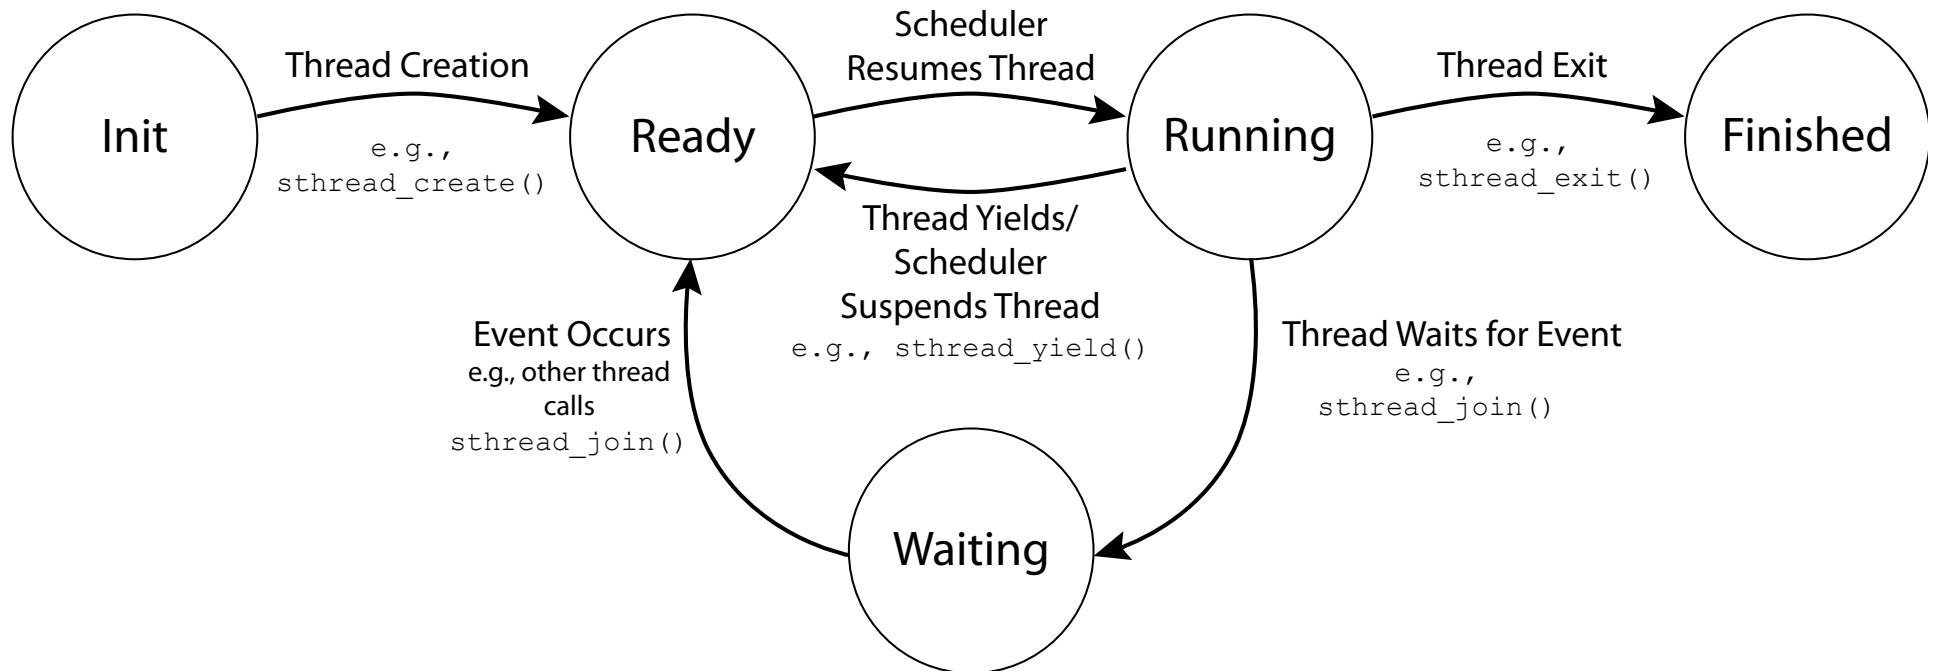 Init
Thread Creation
e.g.,
sthread_create()
Ready
Scheduler
Resumes Thread
Thread Yields/
Scheduler
Suspends Thread
e.g., sthread_yield()
Running
Thread Exit
e.g.,
sthread_exit()
Finished
Event Occurs
e.g., other thread
calls
sthread_join()
Thread Waits for Event
e.g.,
sthread_join()
Waiting